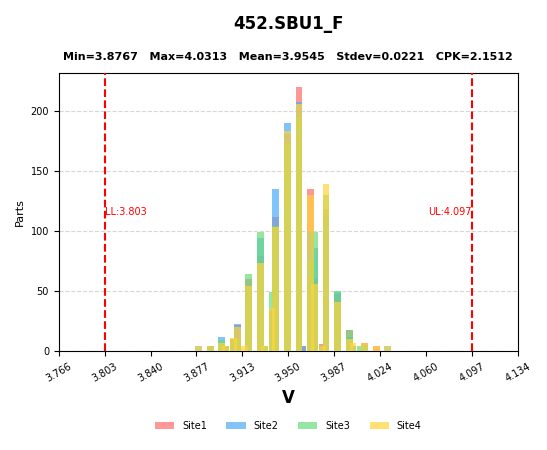 452.SBU1_F
Min=3.8767 Max=4.0313 Mean=3.9545 Stdev=0.0221 CPK=2.1512
Parts
200
150
100
50
0
LL:3.803
UL:4.097
3.766 3.803 3.840 3.877 3.913 3.950 3.987 4.024 4.060 4.097 4.134
V
Site1 Site2 Site3 Site4